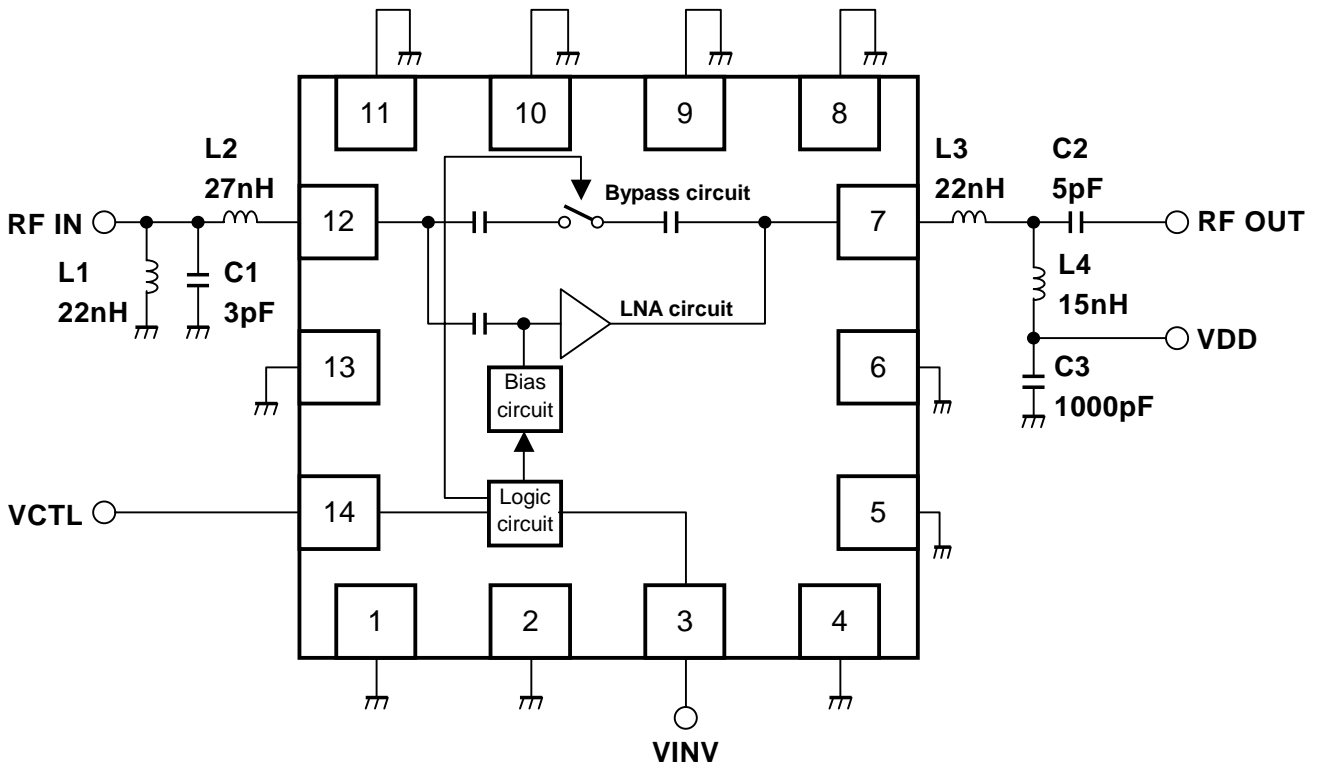 11
10
9
8
L2
27nH
L3
22nH
C2
5pF
RF IN
12
Bypass circuit
7
RF OUT
L1
22nH
C1
3pF
LNA circuit
L4
15nH
VDD
13
Bias
circuit
6
C3
1000pF
VCTL
14
Logic
circuit
5
1
2
3
4
VINV